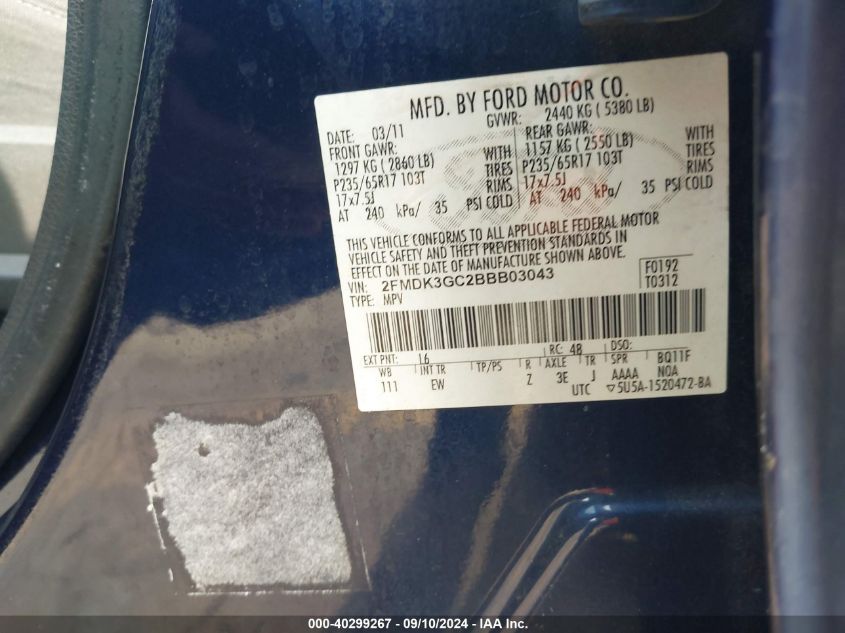 MFD. BY FORD MOTOR CO.
DATE: 03/11 GVWR: 2440 KG ( 5380 LB)
FRONT GAWR: REAR GAWR:
1297 KG ( 2860 LB) WITH 1157 KG ( 2550 LB) WITH
P235/65R17 103T TIRES P235/65R17 103T TIRES
17x7.5J RIMS 17x7.5J RIMS
AT 240 kPa/ 35 PSI COLD AT 240 kPa/ 35 PSI COLD
THIS VEHICLE CONFORMS TO ALL APPLICABLE FEDERAL MOTOR
VEHICLE SAFETY AND THEFT PREVENTION STANDARDS IN
EFFECT ON THE DATE OF MANUFACTURE SHOWN ABOVE.
VIN: 2FMDK3GC2BBB03043 F0192
TYPE: MPV T0312
EXT PNT: L6 RC: 48 DSO:
WB INT TR TP/PS R AXLE TR SPR BQ11F
111 EW Z 3E J AAAA NOA
UTC ▽5U5A-1520472-BA
000-40299267 - 09/10/2024 - IAAI Inc.